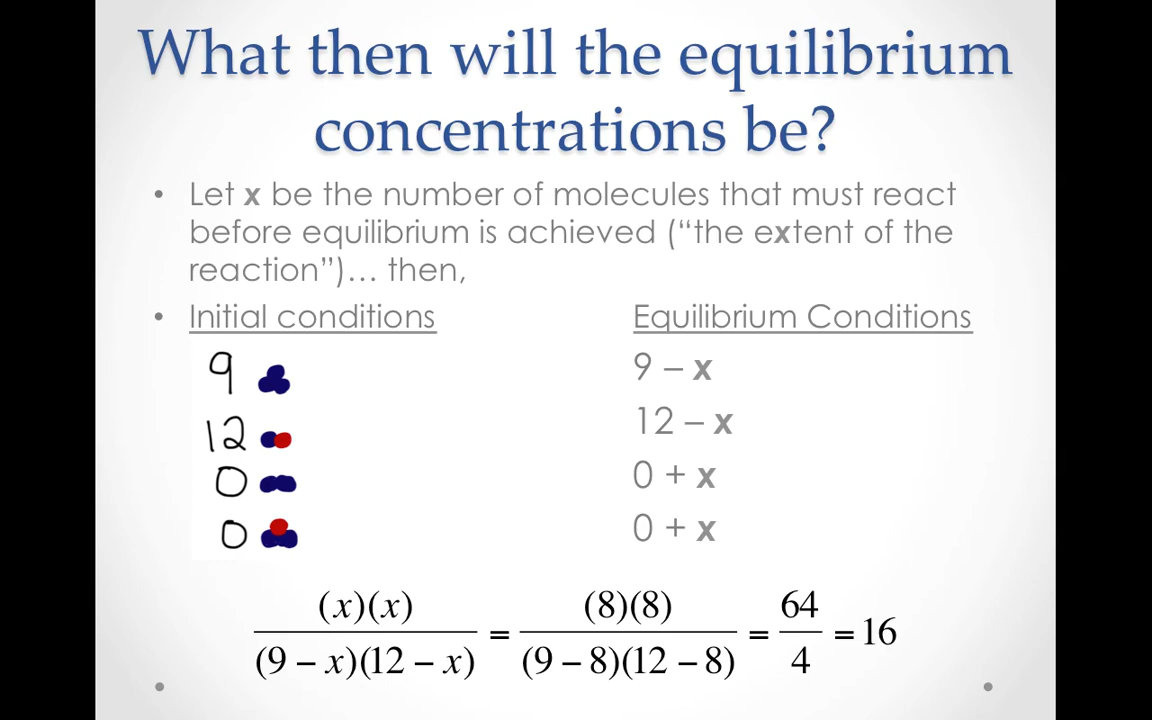 What then will the equilibrium
concentrations be?
• Let x be the number of molecules that must react
before equilibrium is achieved (“the extent of the
reaction”)… then,
• Initial conditions Equilibrium Conditions
9 9 – x
12 12 – x
0 0 + x
0 0 + x
(x)(x) / (9 − x)(12 − x) = (8)(8) / (9 − 8)(12 − 8) = 64 / 4 = 16